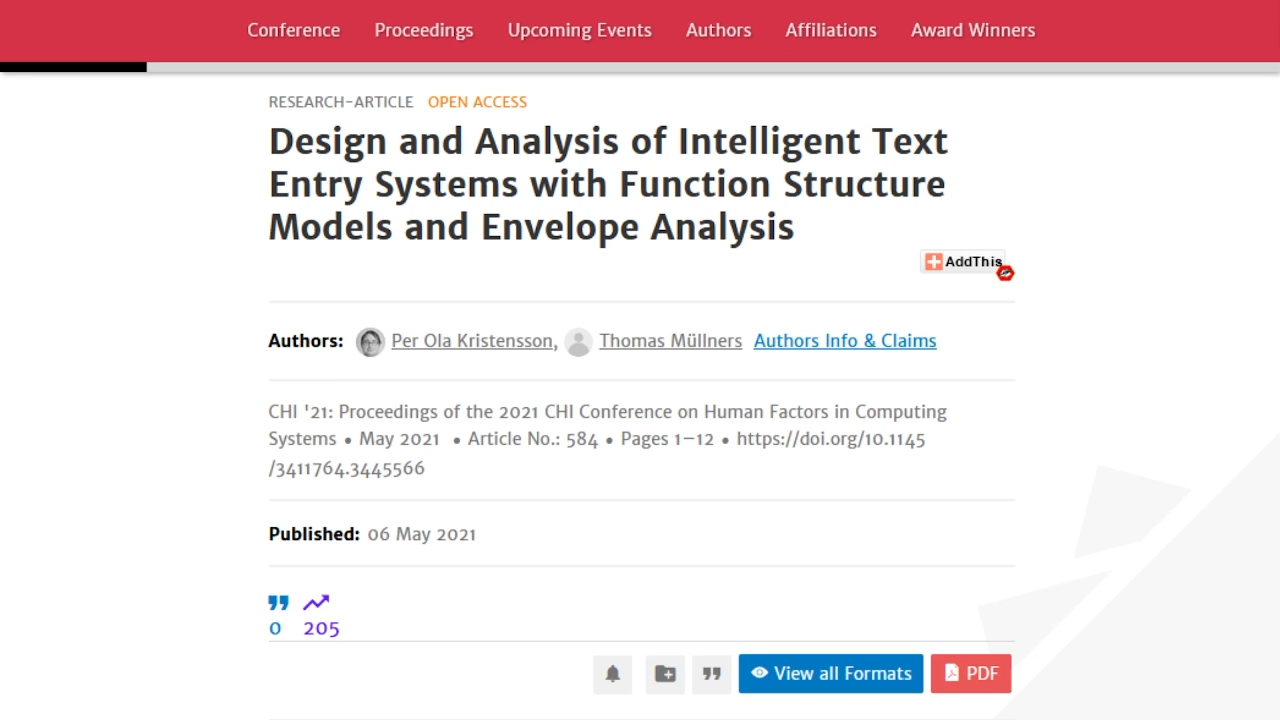 Conference Proceedings Upcoming Events Authors Affiliations Award Winners
RESEARCH-ARTICLE OPEN ACCESS
Design and Analysis of Intelligent Text
Entry Systems with Function Structure
Models and Envelope Analysis
AddThis
Authors: Per Ola Kristensson, Thomas Müllners Authors Info & Claims
CHI '21: Proceedings of the 2021 CHI Conference on Human Factors in Computing
Systems • May 2021 • Article No.: 584 • Pages 1–12 • https://doi.org/10.1145
/3411764.3445566
Published: 06 May 2021
0 205
View all Formats PDF